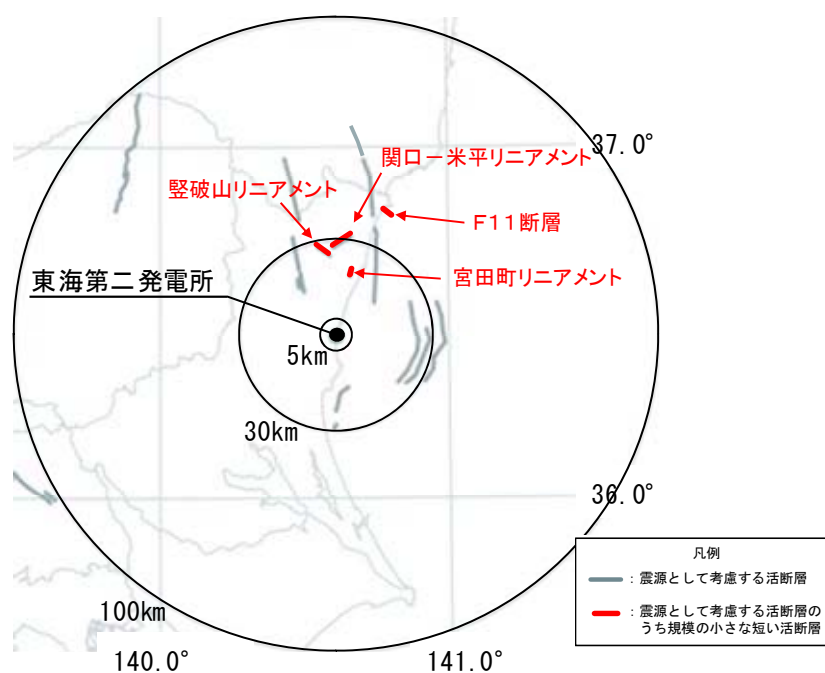 37.0°
関口－米平リニアメント
竪破山リニアメント
F11断層
宮田町リニアメント
東海第二発電所
5km
30km
36.0°
凡例
：震源として考慮する活断層
：震源として考慮する活断層の
うち規模の小さな短い活断層
100km
140.0°
141.0°